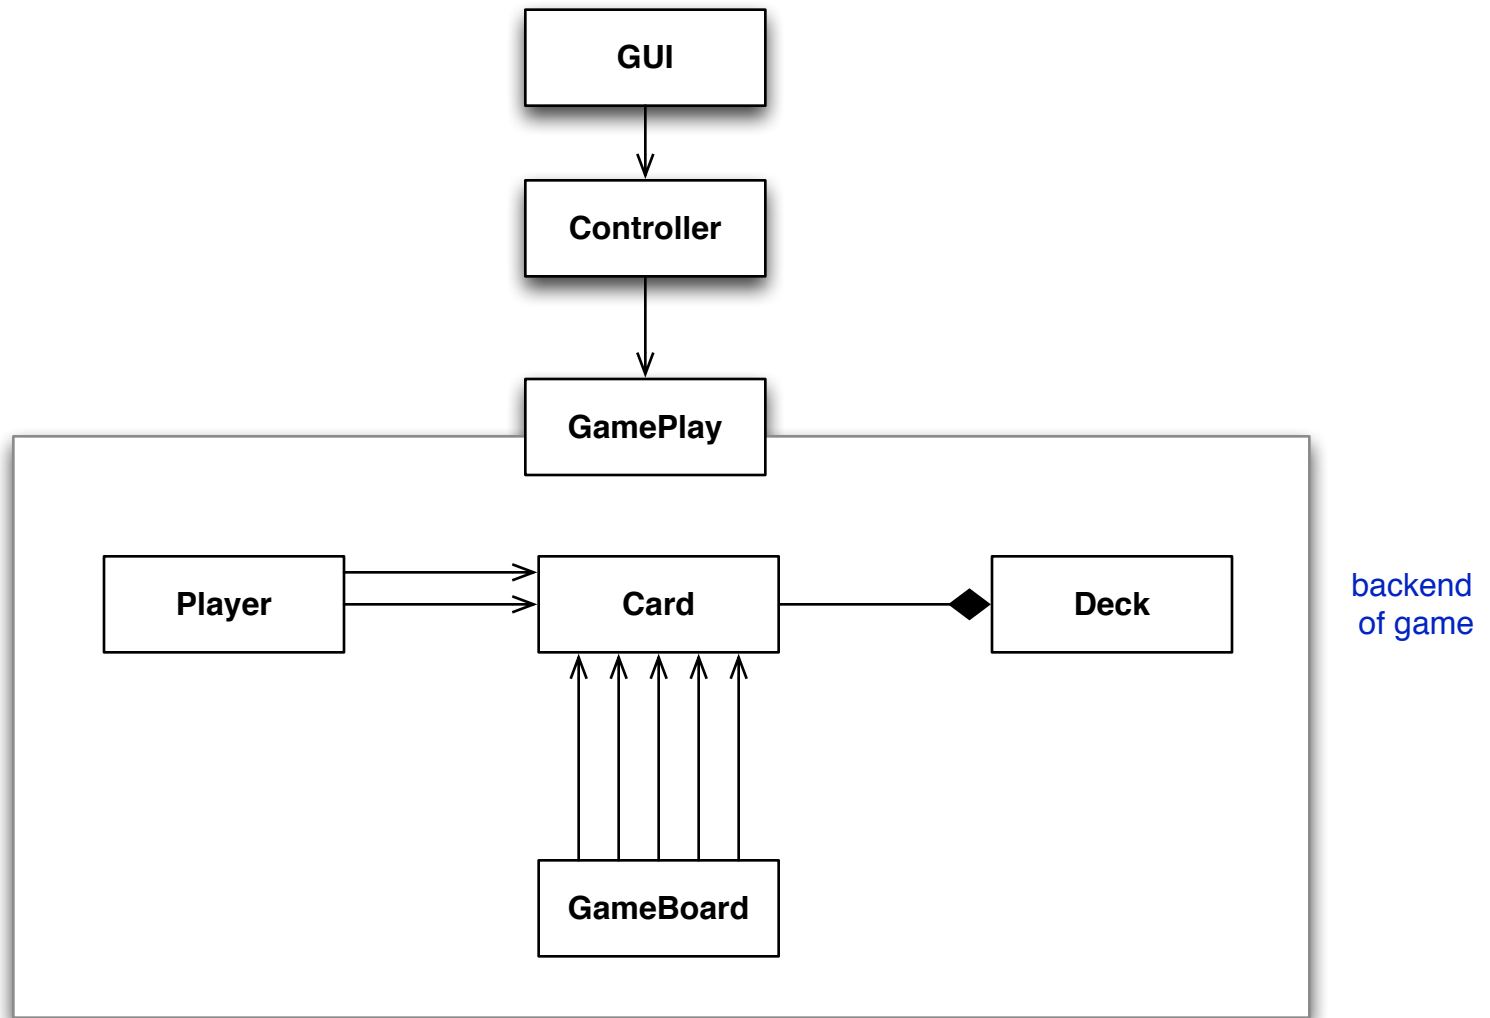 GUI
Controller
GamePlay
Player
Card
Deck
backend
of game
GameBoard